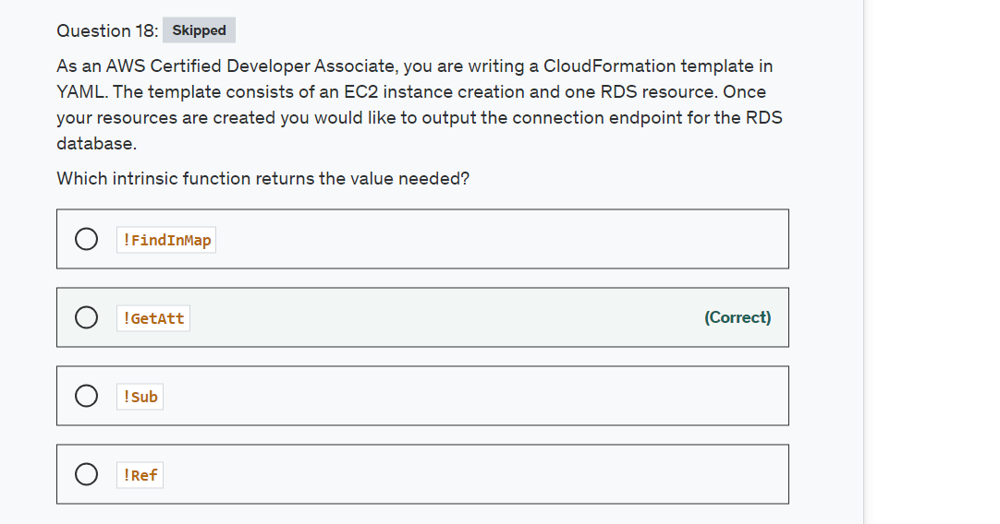 Question 18: Skipped
As an AWS Certified Developer Associate, you are writing a CloudFormation template in
YAML. The template consists of an EC2 instance creation and one RDS resource. Once
your resources are created you would like to output the connection endpoint for the RDS
database.
Which intrinsic function returns the value needed?
!FindInMap
!GetAtt (Correct)
!Sub
!Ref